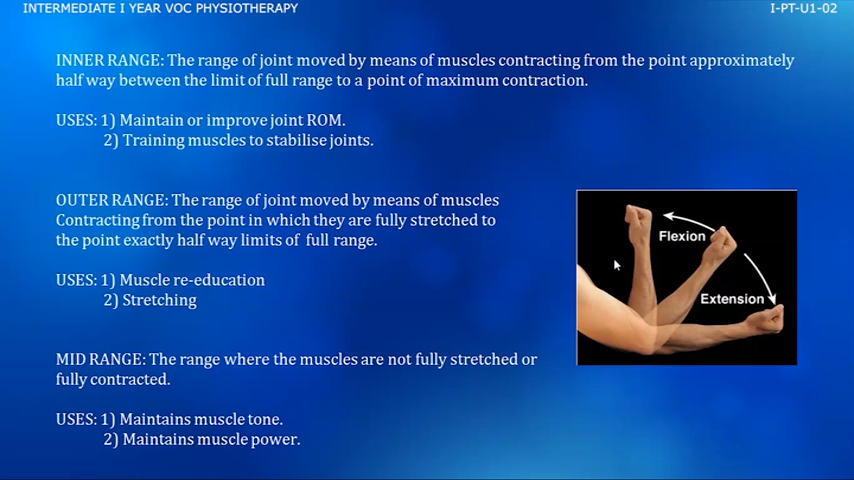 INTERMEDIATE I YEAR VOC PHYSIOTHERAPY
I-PT-U1-02
INNER RANGE: The range of joint moved by means of muscles contracting from the point approximately
half way between the limit of full range to a point of maximum contraction.
USES: 1) Maintain or improve joint ROM.
2) Training muscles to stabilise joints.
OUTER RANGE: The range of joint moved by means of muscles
Contracting from the point in which they are fully stretched to
the point exactly half way limits of full range.
USES: 1) Muscle re-education
2) Stretching
Flexion
Extension
MID RANGE: The range where the muscles are not fully stretched or
fully contracted.
USES: 1) Maintains muscle tone.
2) Maintains muscle power.